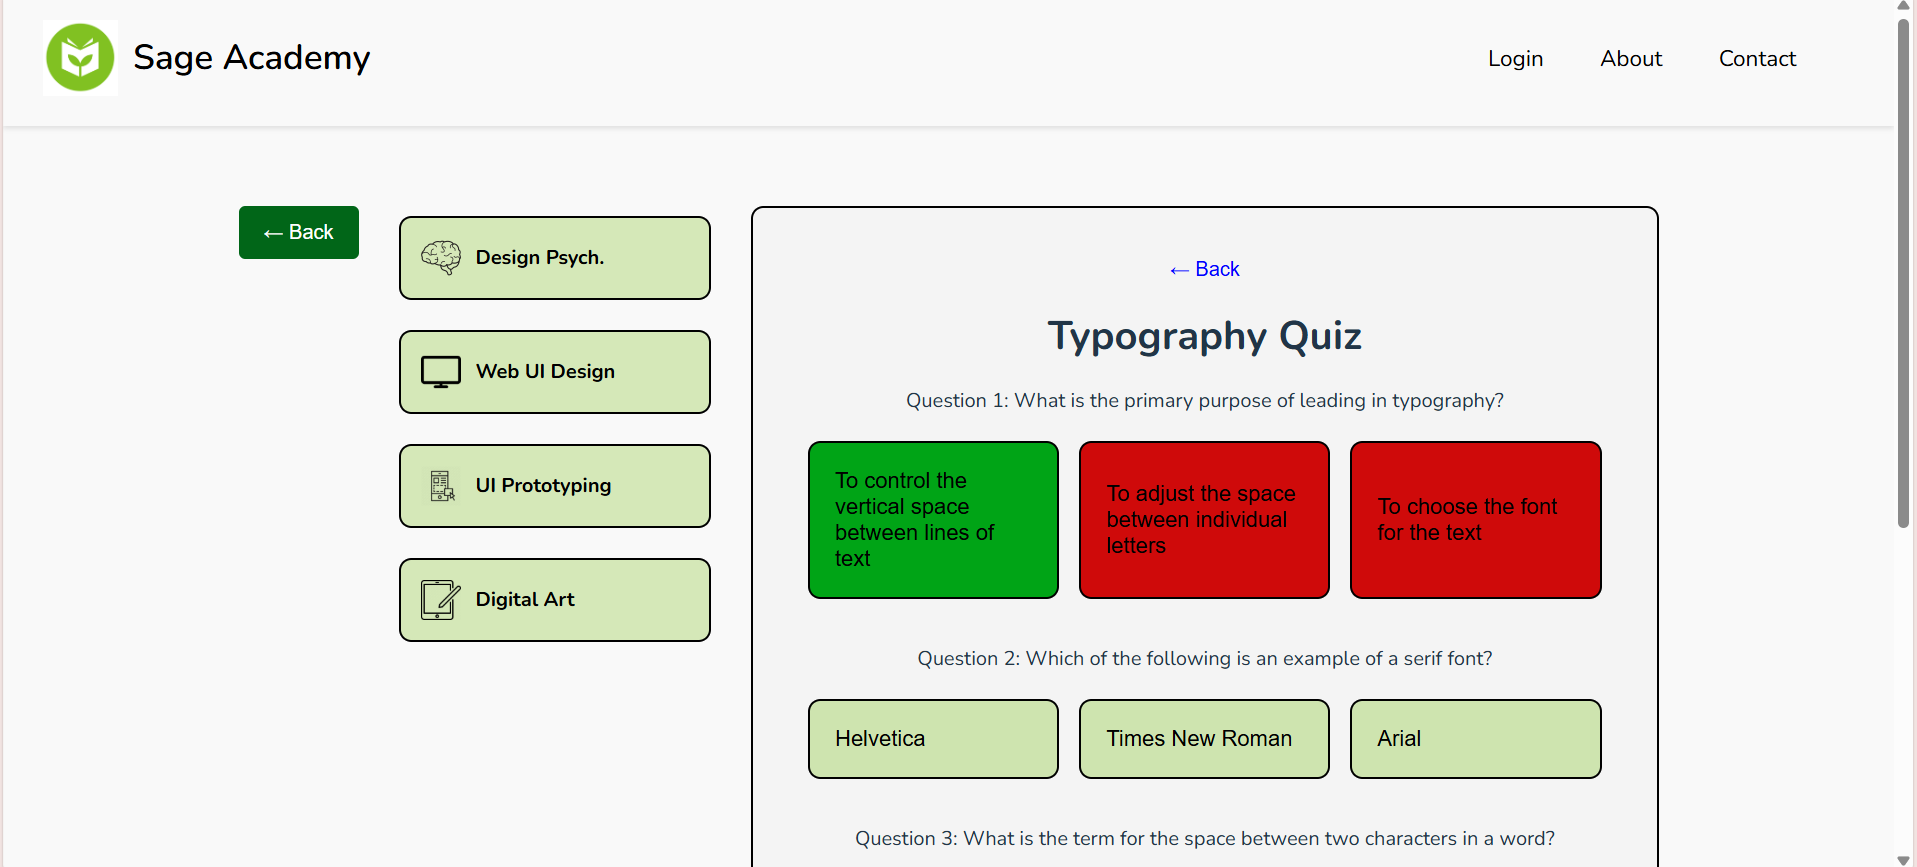 Sage Academy
Login
About
Contact
← Back
Design Psych.
Web UI Design
UI Prototyping
Digital Art
← Back
Typography Quiz
Question 1: What is the primary purpose of leading in typography?
To control the
vertical space
between lines of
text
To adjust the space
between individual
letters
To choose the font
for the text
Question 2: Which of the following is an example of a serif font?
Helvetica
Times New Roman
Arial
Question 3: What is the term for the space between two characters in a word?